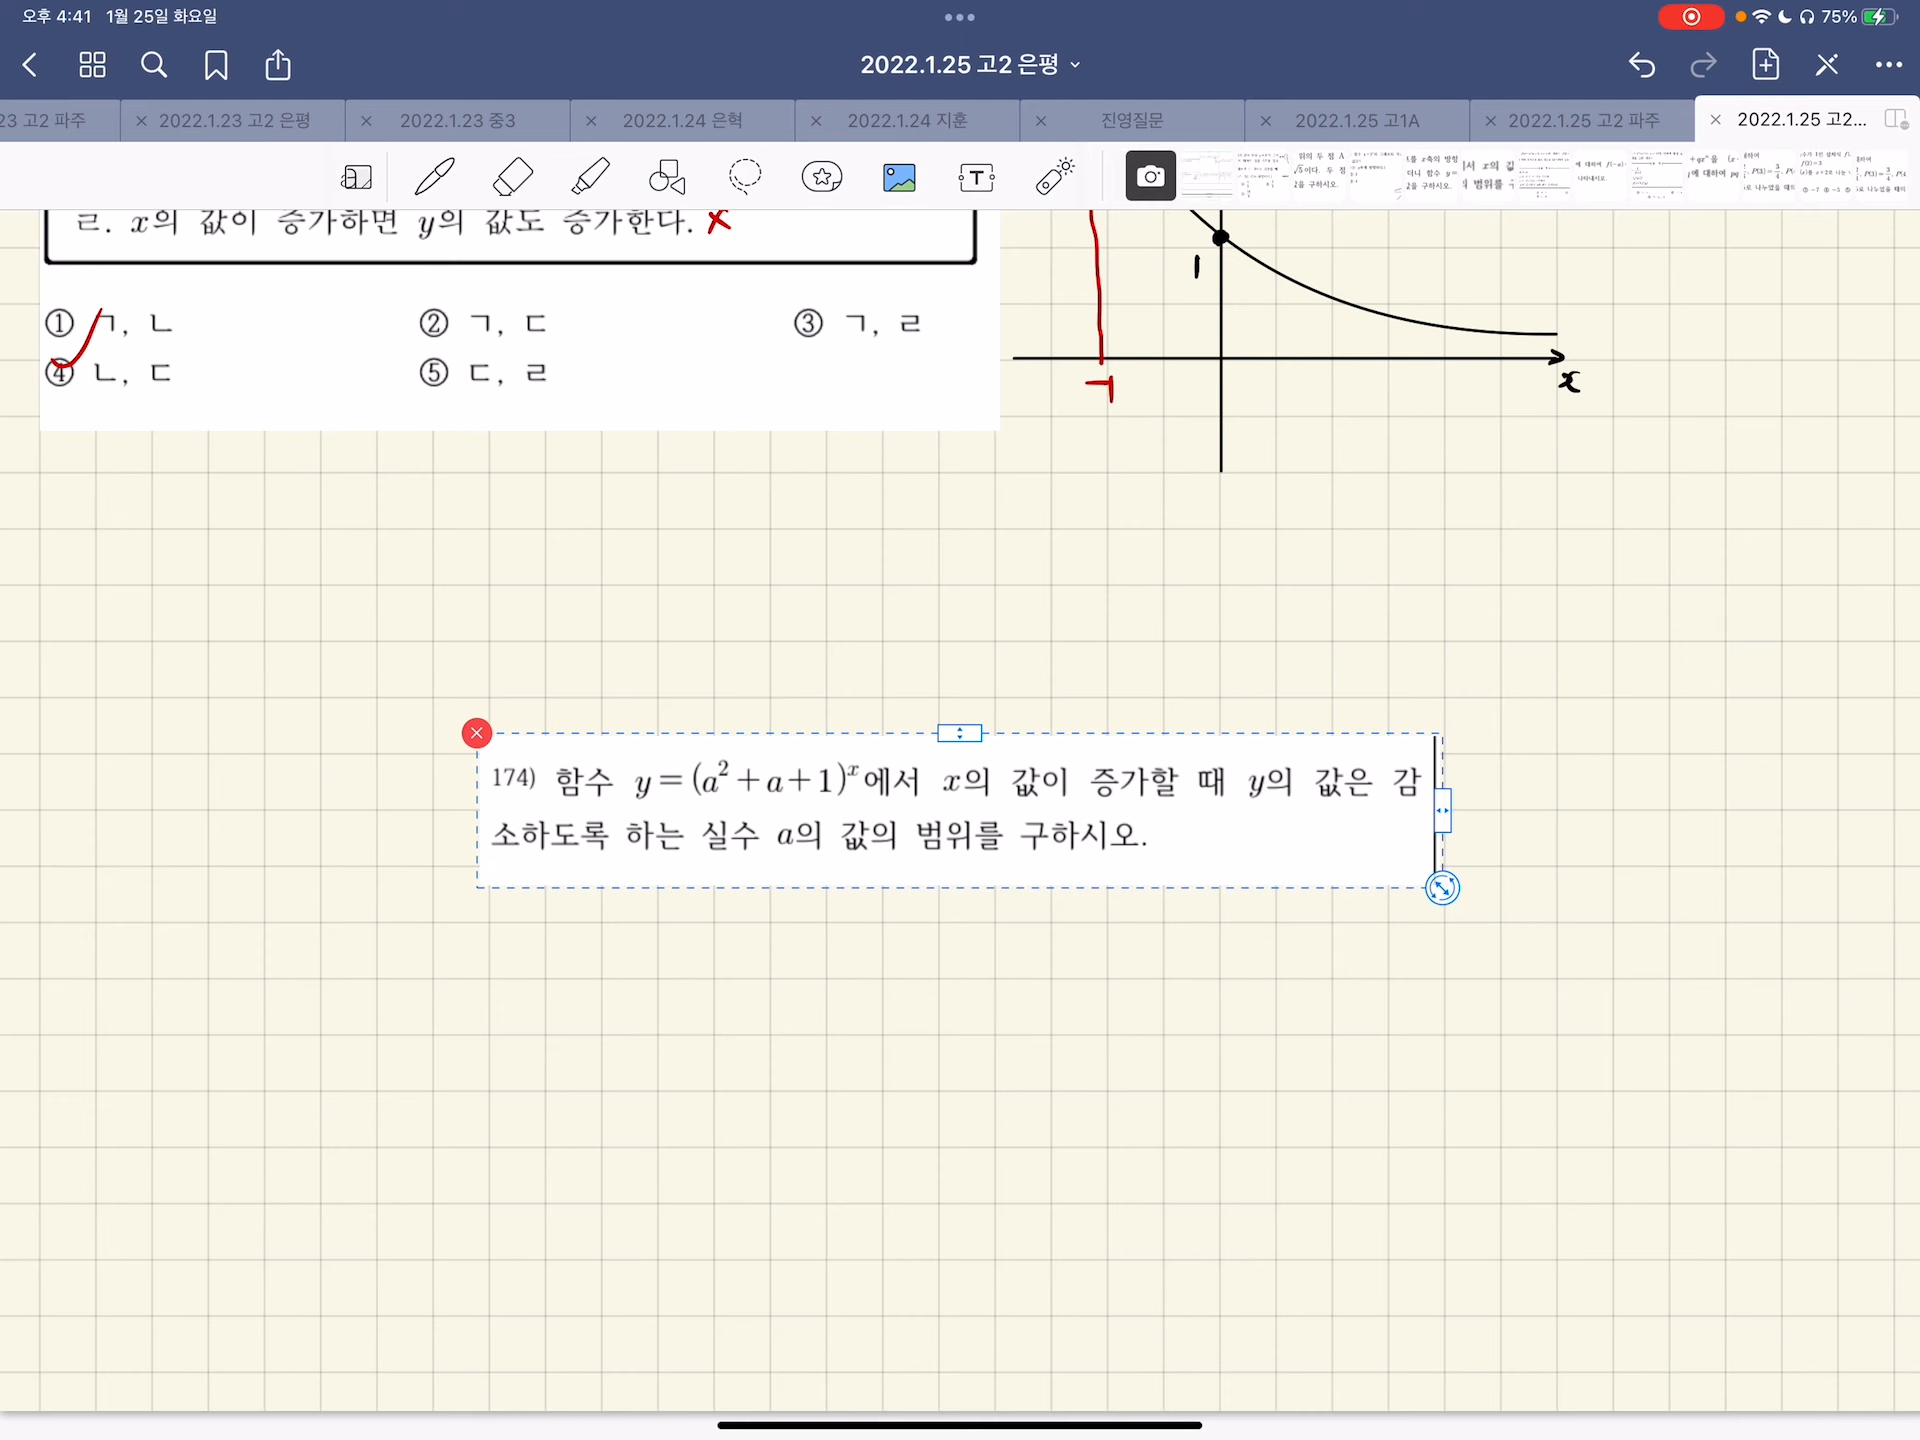 오후 4:41 1월 25일 화요일
75%
2022.1.25 고2 은평
23 고2 파주
2022.1.23 고2 은평
2022.1.23 중3
2022.1.24 은혁
2022.1.24 지훈
진영질문
2022.1.25 고1A
2022.1.25 고2 파주
2022.1.25 고2...
ㄹ. x의 값이 증가하면 y의 값도 증가한다.
① ㄱ, ㄴ ② ㄱ, ㄷ ③ ㄱ, ㄹ
④ ㄴ, ㄷ ⑤ ㄷ, ㄹ
1
x
-1
174) 함수 y=(a²+a+1)ˣ에서 x의 값이 증가할 때 y의 값은 감
소하도록 하는 실수 a의 값의 범위를 구하시오.